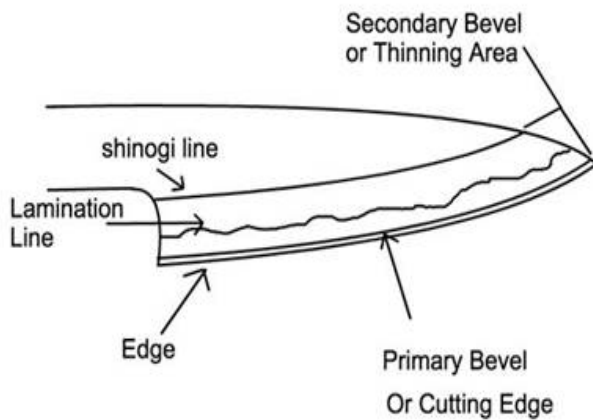 Secondary Bevel
or Thinning Area
shinogi line
Lamination
Line
Edge
Primary Bevel
Or Cutting Edge